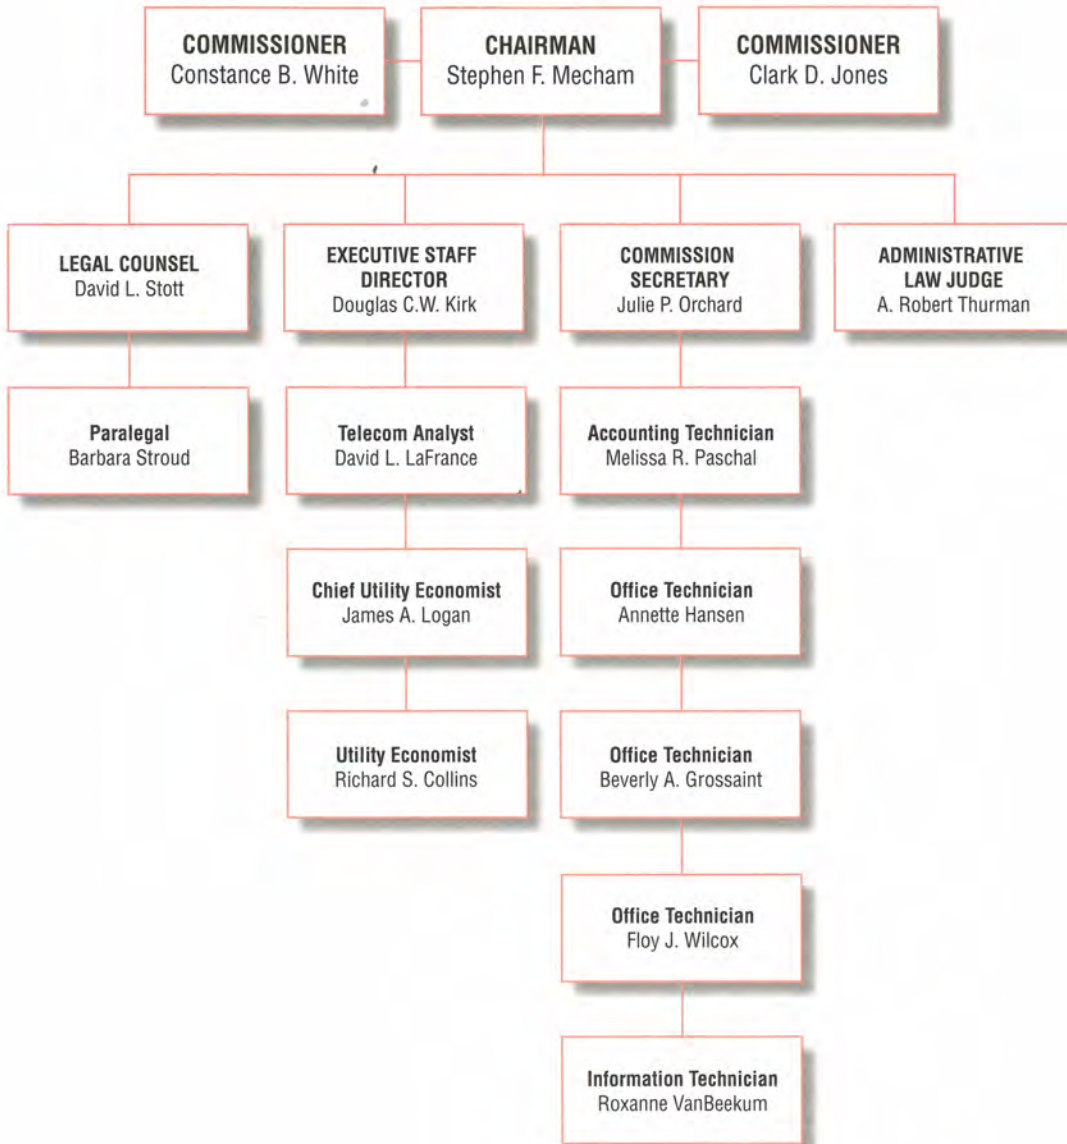 COMMISSIONER
Constance B. White
CHAIRMAN
Stephen F. Mecham
COMMISSIONER
Clark D. Jones
LEGAL COUNSEL
David L. Stott
EXECUTIVE STAFF
DIRECTOR
Douglas C.W. Kirk
COMMISSION
SECRETARY
Julie P. Orchard
ADMINISTRATIVE
LAW JUDGE
A. Robert Thurman
Paralegal
Barbara Stroud
Telecom Analyst
David L. LaFrance
Accounting Technician
Melissa R. Paschal
Chief Utility Economist
James A. Logan
Office Technician
Annette Hansen
Utility Economist
Richard S. Collins
Office Technician
Beverly A. Grossaint
Office Technician
Floy J. Wilcox
Information Technician
Roxanne VanBeekum